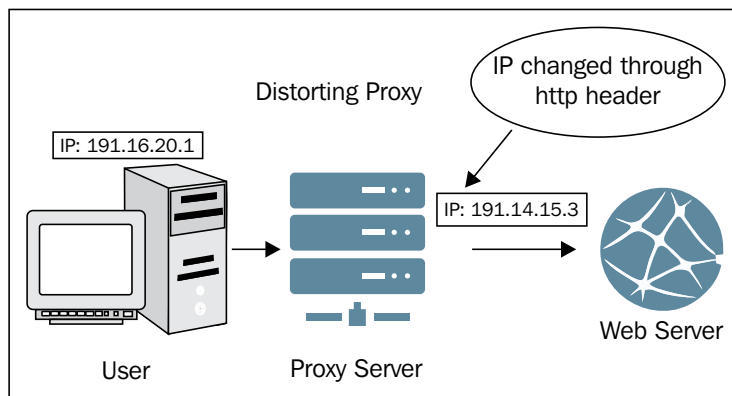 IP changed through
http header
Distorting Proxy
IP: 191.16.20.1
IP: 191.14.15.3
Web Server
User
Proxy Server